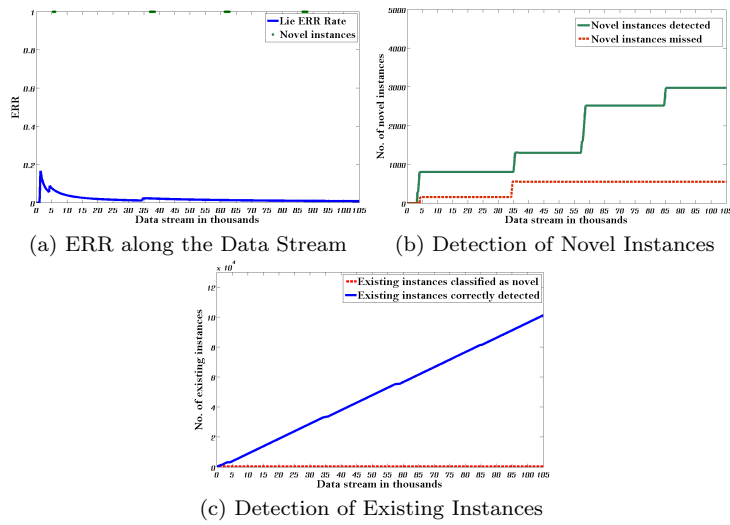 Lie ERR Rate
Novel instances
1
0.8
0.6
0.4
0.2
0
ERR
0 5 10 15 20 25 30 35 40 45 50 55 60 65 70 75 80 85 90 95 100 105
Data stream in thousands
(a) ERR along the Data Stream
Novel instances detected
Novel instances missed
5000
4000
3000
2000
1000
0
No. of novel instances
0 5 10 15 20 25 30 35 40 45 50 55 60 65 70 75 80 85 90 95 100 105
Data stream in thousands
(b) Detection of Novel Instances
x 10^4
Existing instances classified as novel
Existing instances correctly detected
12
10
8
6
4
2
0
No. of existing instances
0 5 10 15 20 25 30 35 40 45 50 55 60 65 70 75 80 85 90 95 100 105
Data stream in thousands
(c) Detection of Existing Instances